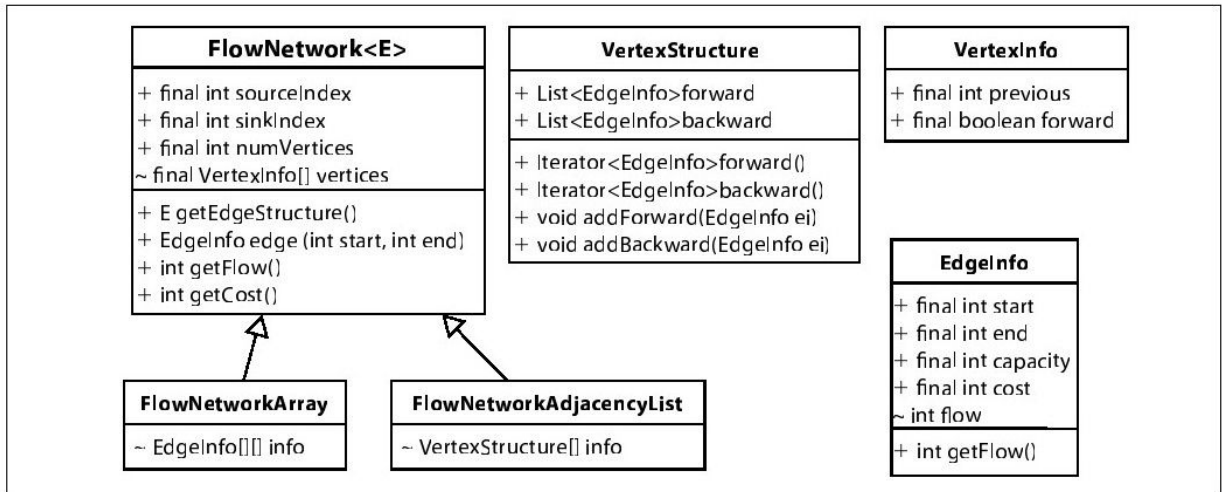 FlowNetwork<E>
+ final int sourceIndex
+ final int sinkIndex
+ final int numVertices
~ final VertexInfo[] vertices
+ E getEdgeStructure()
+ EdgeInfo edge (int start, int end)
+ int getFlow()
+ int getCost()
VertexStructure
+ List<EdgeInfo>forward
+ List<EdgeInfo>backward
+ Iterator<EdgeInfo>forward()
+ Iterator<EdgeInfo>backward()
+ void addForward(EdgeInfo ei)
+ void addBackward(EdgeInfo ei)
VertexInfo
+ final int previous
+ final boolean forward
EdgeInfo
+ final int start
+ final int end
+ final int capacity
+ final int cost
~ int flow
+ int getFlow()
FlowNetworkArray
~ EdgeInfo[][] info
FlowNetworkAdjacencyList
~ VertexStructure[] info